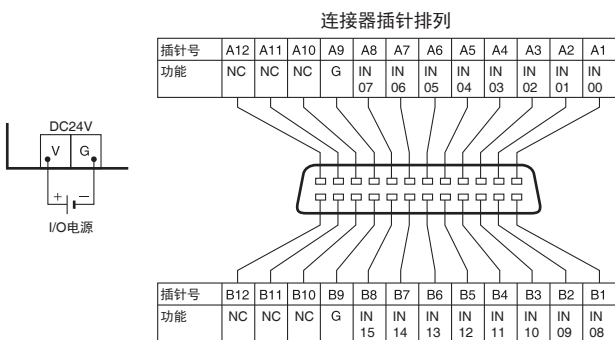 连接器插针排列
插针号 A12 A11 A10 A9 A8 A7 A6 A5 A4 A3 A2 A1
功能 NC NC NC G IN 07 IN 06 IN 05 IN 04 IN 03 IN 02 IN 01 IN 00
DC24V
V G
+ −
I/O电源
插针号 B12 B11 B10 B9 B8 B7 B6 B5 B4 B3 B2 B1
功能 NC NC NC G IN 15 IN 14 IN 13 IN 12 IN 11 IN 10 IN 09 IN 08